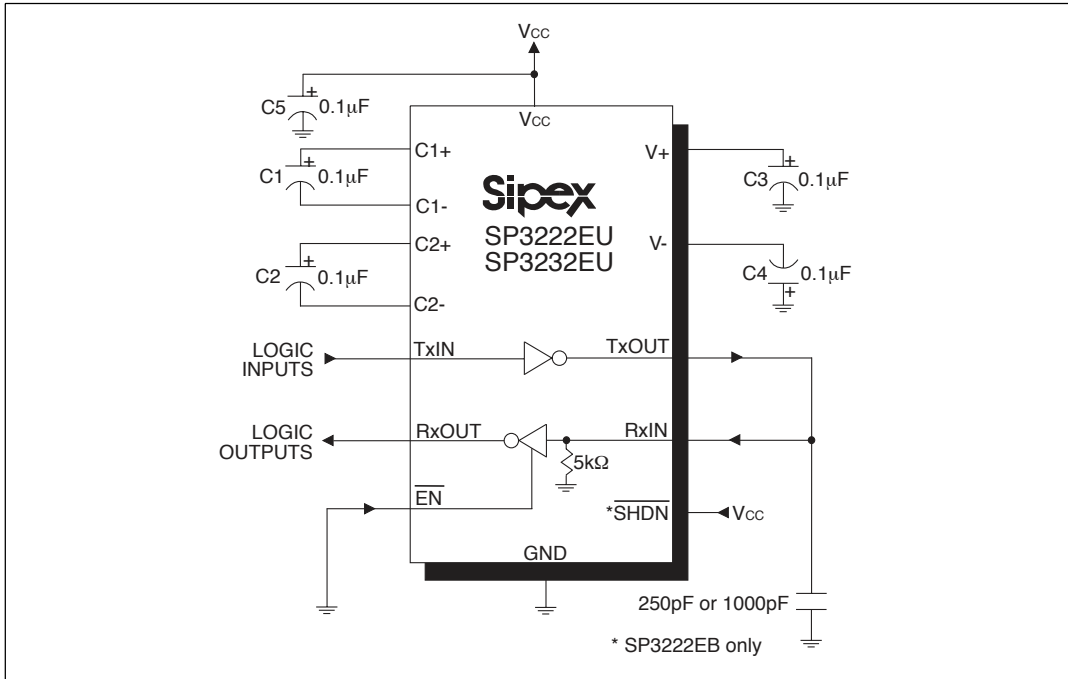 VCC
C5
+
0.1µF
VCC
C1+
V+
C1
+
0.1µF
C3
+
0.1µF
C1-
Sipex
SP3222EU
SP3232EU
C2+
V-
C2
+
0.1µF
C4
0.1µF
+
C2-
LOGIC
INPUTS
TxIN
TxOUT
LOGIC
OUTPUTS
RxOUT
RxIN
5kΩ
EN
*SHDN
VCC
GND
250pF or 1000pF
* SP3222EB only